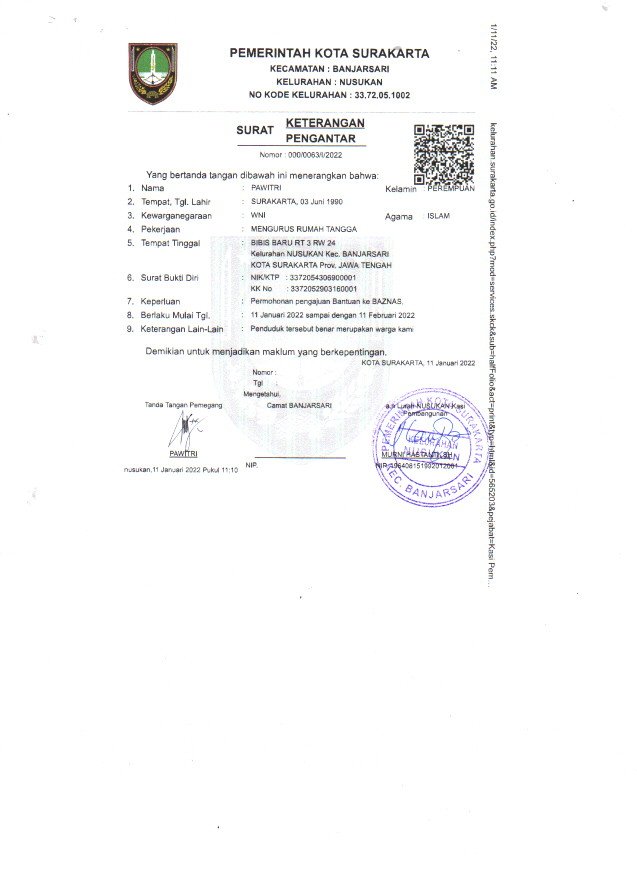 PEMERINTAH KOTA SURAKARTA
KECAMATAN : BANJARSARI
KELURAHAN : NUSUKAN
NO KODE KELURAHAN : 33.72.05.1002
SURAT KETERANGAN
PENGANTAR
Nomor : 000/0063/I/2022
Yang bertanda tangan dibawah ini menerangkan bahwa:
1. Nama : PAWITRI Kelamin : PEREMPUAN
2. Tempat, Tgl. Lahir : SURAKARTA, 03 Juni 1990
3. Kewarganegaraan : WNI Agama : ISLAM
4. Pekerjaan : MENGURUS RUMAH TANGGA
5. Tempat Tinggal : BIBIS BARU RT 3 RW 24
Kelurahan NUSUKAN Kec. BANJARSARI
KOTA SURAKARTA Prov. JAWA TENGAH
6. Surat Bukti Diri : NIK/KTP : 3372054306900001
KK No : 3372052903160001
7. Keperluan : Permohonan pengajuan Bantuan ke BAZNAS.
8. Berlaku Mulai Tgl. : 11 Januari 2022 sampai dengan 11 Februari 2022
9. Keterangan Lain-Lain : Penduduk tersebut benar merupakan warga kami
Demikian untuk menjadikan maklum yang berkepentingan.
KOTA SURAKARTA, 11 Januari 2022
Nomor :
Tgl :
Mengetahui,
Tanda Tangan Pemegang Camat BANJARSARI a.n Lurah NUSUKAN Kasi
Pembangunan
PAWITRI
NIP.
nusukan,11 Januari 2022 Pukul 11:10
PEMERINTAH KOTA SURAKARTA
KELURAHAN
NUSUKAN
KEC. BANJARSARI
1/11/22, 11:11 AM
kelurahan.surakarta.go.id/index.php?mod=services.skck&sub=halfFolio&act=print&typ=html&id=565203&pejabat=Kasi Pem...